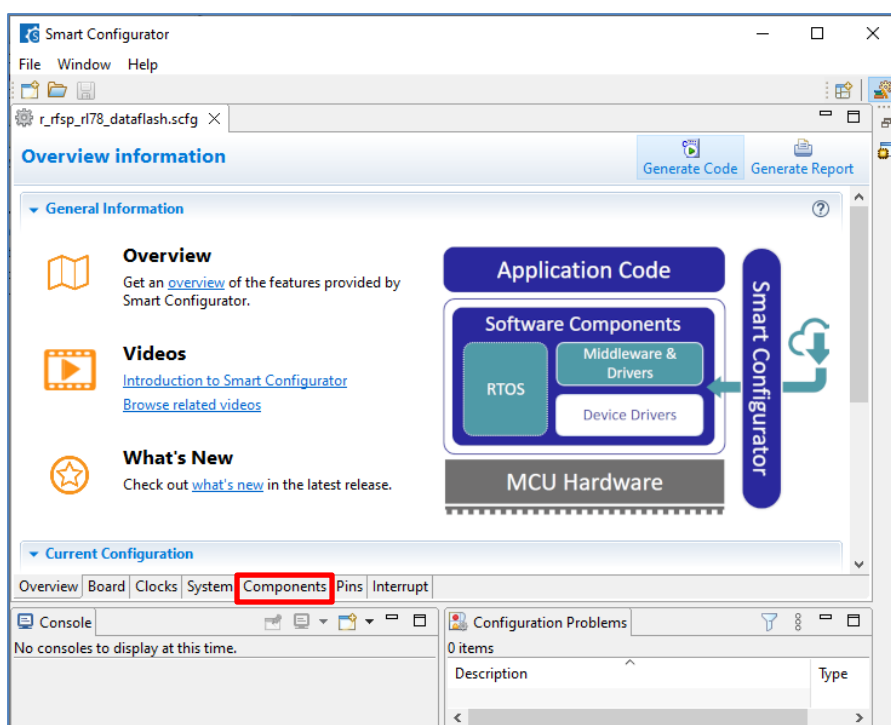 Smart Configurator
File Window Help
r_rfsp_rl78_dataflash.scfg
Overview information
Generate Code Generate Report
General Information
Overview
Get an overview of the features provided by
Smart Configurator.
Videos
Introduction to Smart Configurator
Browse related videos
What's New
Check out what's new in the latest release.
Application Code
Software Components
RTOS
Middleware &
Drivers
Device Drivers
MCU Hardware
Smart Configurator
Current Configuration
Overview Board Clocks System Components Pins Interrupt
Console
No consoles to display at this time.
Configuration Problems
0 items
Description Type